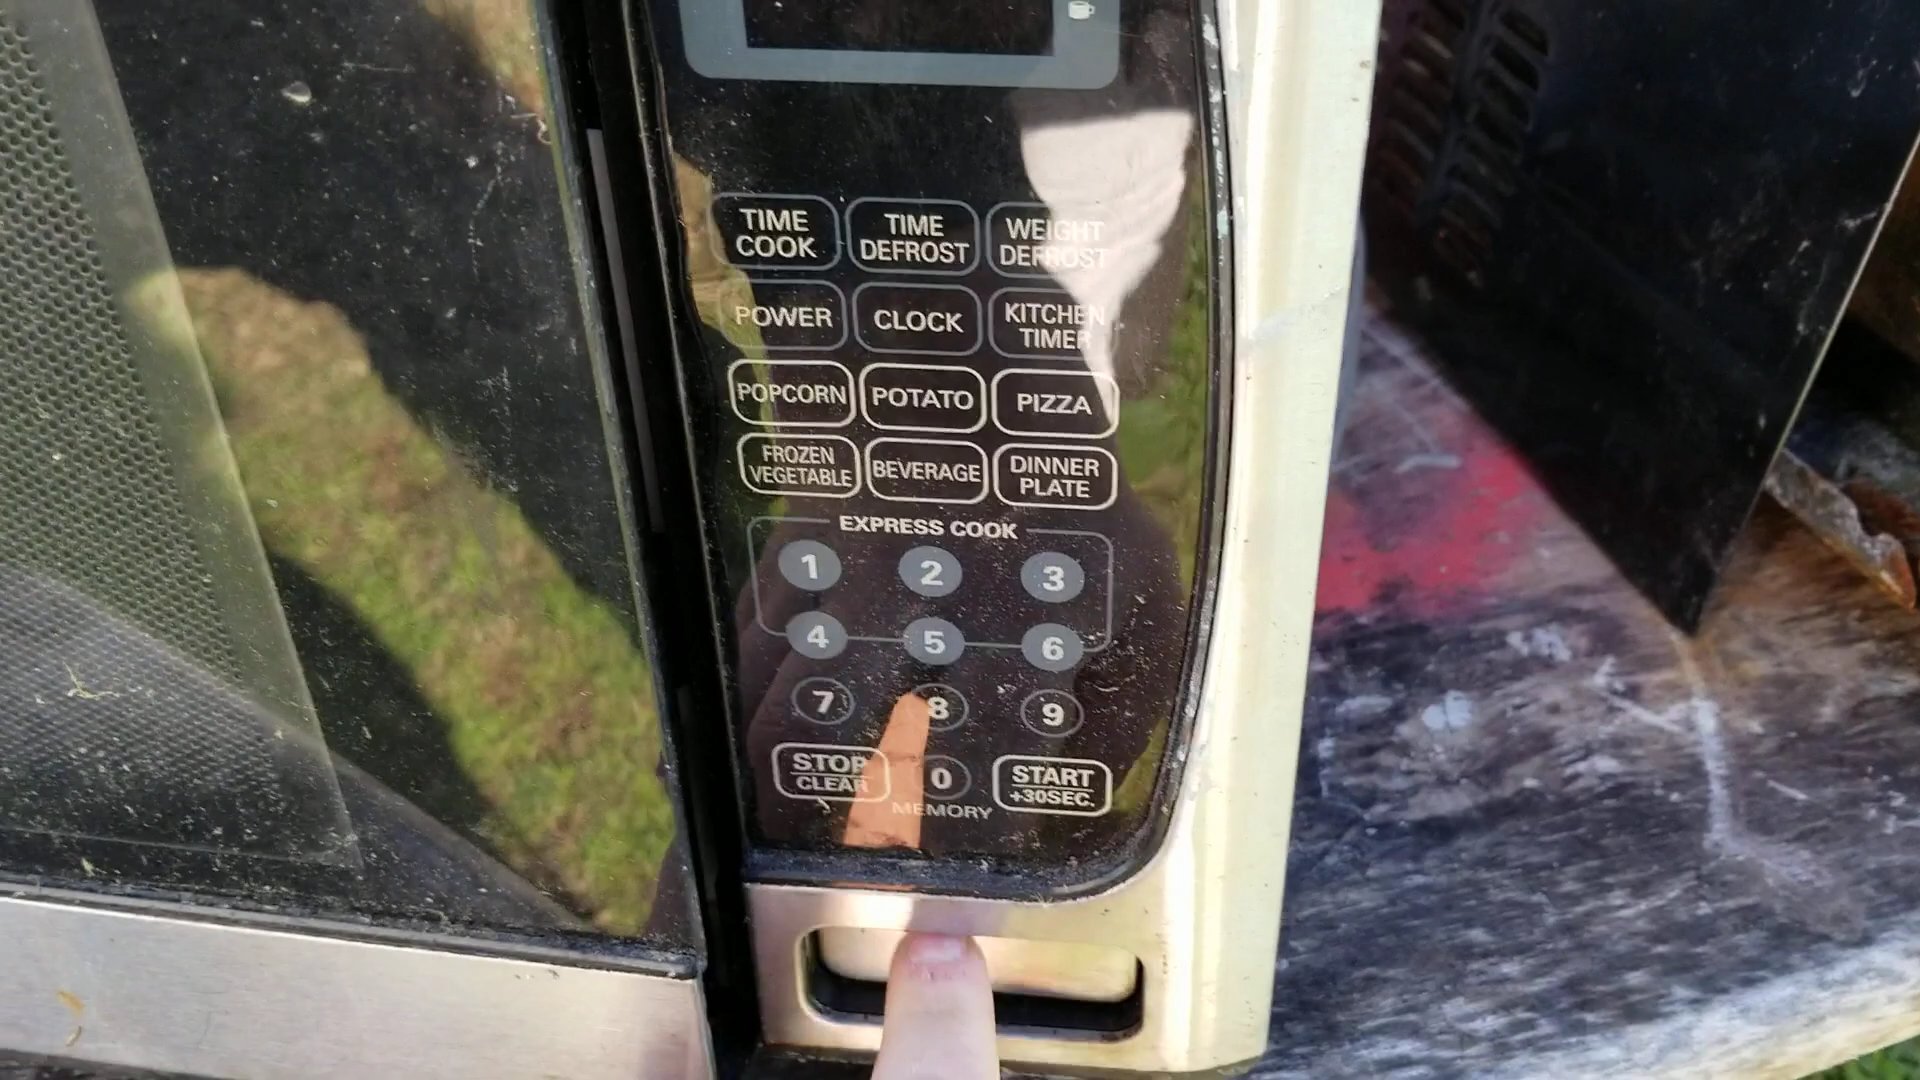 TIME
COOK
TIME
DEFROST
WEIGHT
DEFROST
POWER
CLOCK
KITCHEN
TIMER
POPCORN
POTATO
PIZZA
FROZEN
VEGETABLE
BEVERAGE
DINNER
PLATE
EXPRESS COOK
1
2
3
4
5
6
7
8
9
STOP
CLEAR
0
MEMORY
START
+30SEC.